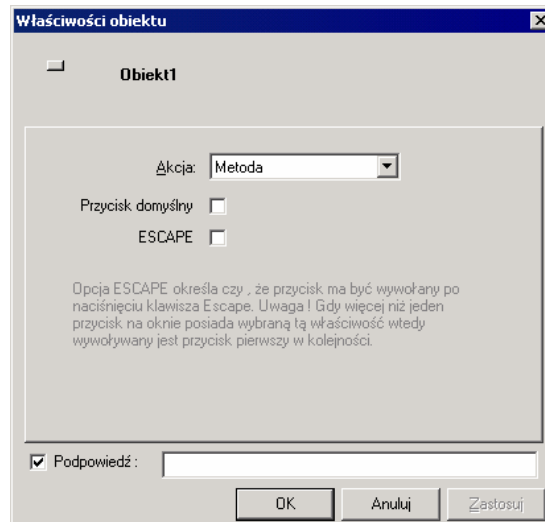 Właściwości obiektu
Obiekt1
Akcja: Metoda
Przycisk domyślny
ESCAPE
Opcja ESCAPE określa czy , że przycisk ma być wywołany po
naciśnięciu klawisza Escape. Uwaga ! Gdy więcej niż jeden
przycisk na oknie posiada wybraną tą właściwość wtedy
wywoływany jest przycisk pierwszy w kolejności.
Podpowiedź :
OK Anuluj Zastosuj